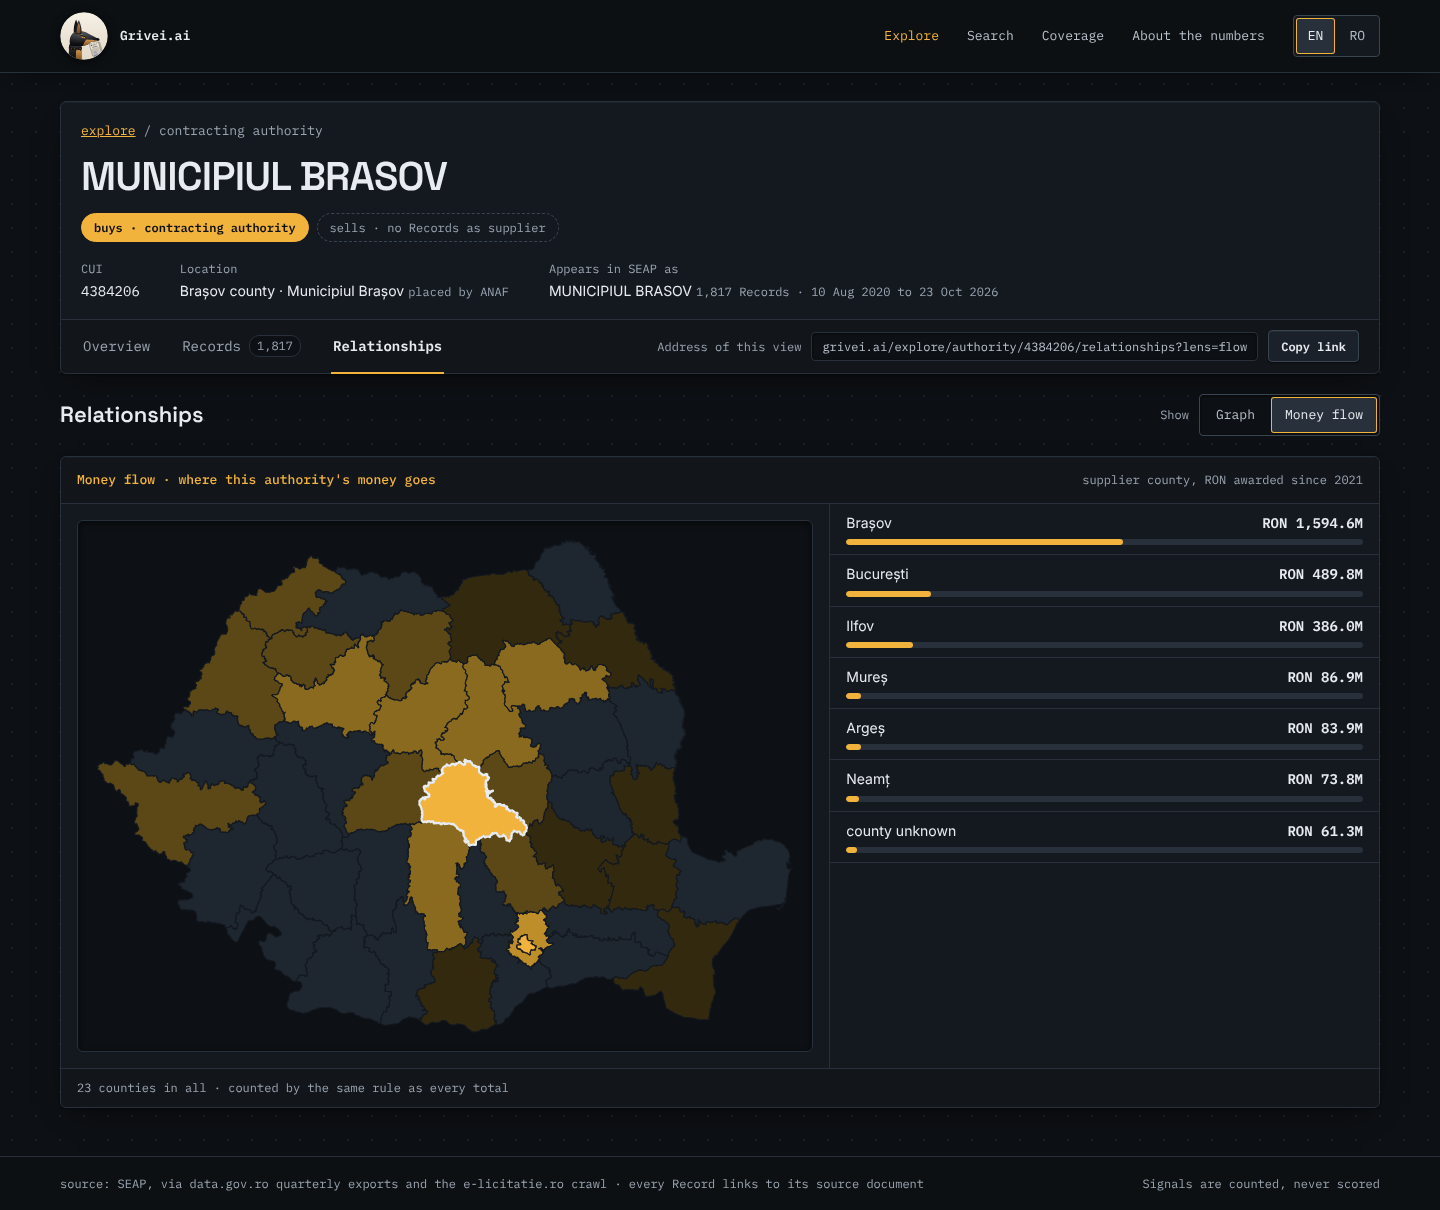 Grivei.ai
Explore
Search
Coverage
About the numbers
EN
RO
explore / contracting authority
MUNICIPIUL BRASOV
buys · contracting authority
sells · no Records as supplier
CUI
4384206
Location
Brașov county · Municipiul Brașov placed by ANAF
Appears in SEAP as
MUNICIPIUL BRASOV 1,817 Records · 10 Aug 2020 to 23 Oct 2026
Overview
Records 1,817
Relationships
Address of this view
grivei.ai/explore/authority/4384206/relationships?lens=flow
Copy link
Relationships
Show
Graph
Money flow
Money flow · where this authority's money goes
supplier county, RON awarded since 2021
Brașov RON 1,594.6M
București RON 489.8M
Ilfov RON 386.0M
Mureș RON 86.9M
Argeș RON 83.9M
Neamț RON 73.8M
county unknown RON 61.3M
23 counties in all · counted by the same rule as every total
source: SEAP, via data.gov.ro quarterly exports and the e-licitatie.ro crawl · every Record links to its source document
Signals are counted, never scored